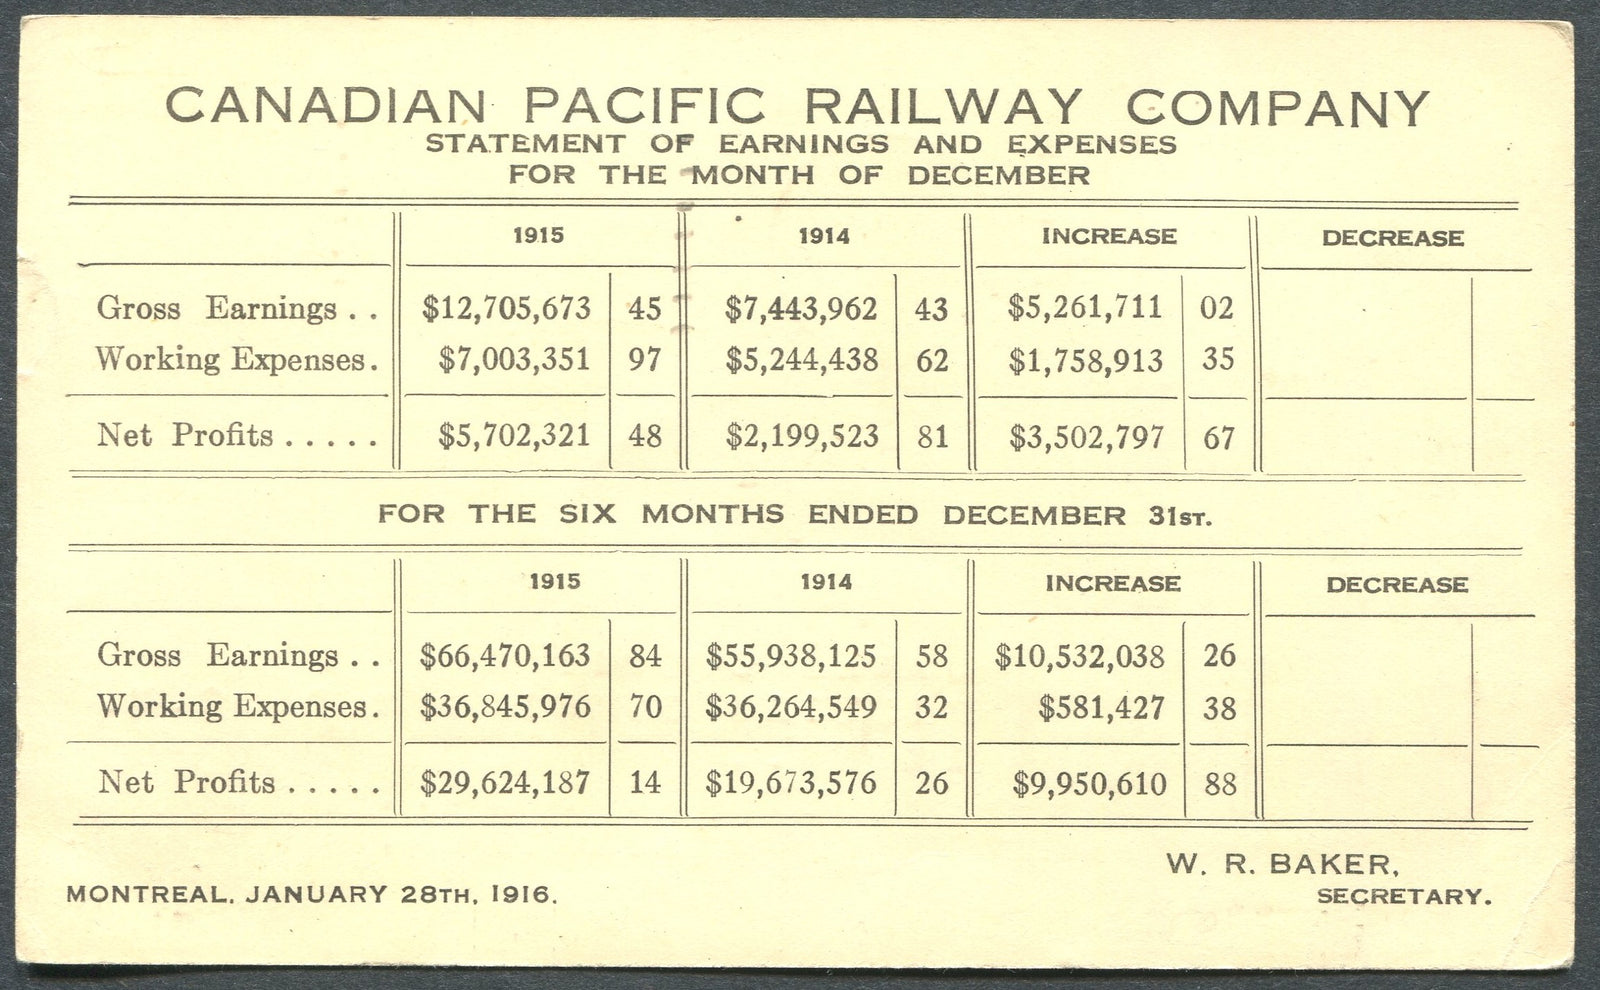 CANADIAN PACIFIC RAILWAY COMPANY
STATEMENT OF EARNINGS AND EXPENSES
FOR THE MONTH OF DECEMBER
1915 1914 INCREASE DECREASE
Gross Earnings . . $12,705,673 45 $7,443,962 43 $5,261,711 02
Working Expenses. $7,003,351 97 $5,244,438 62 $1,758,913 35
Net Profits . . . . . $5,702,321 48 $2,199,523 81 $3,502,797 67
FOR THE SIX MONTHS ENDED DECEMBER 31ST.
1915 1914 INCREASE DECREASE
Gross Earnings . . $66,470,163 84 $55,938,125 58 $10,532,038 26
Working Expenses. $36,845,976 70 $36,264,549 32 $581,427 38
Net Profits . . . . . $29,624,187 14 $19,673,576 26 $9,950,610 88
W. R. BAKER,
MONTREAL, JANUARY 28TH, 1916. SECRETARY.